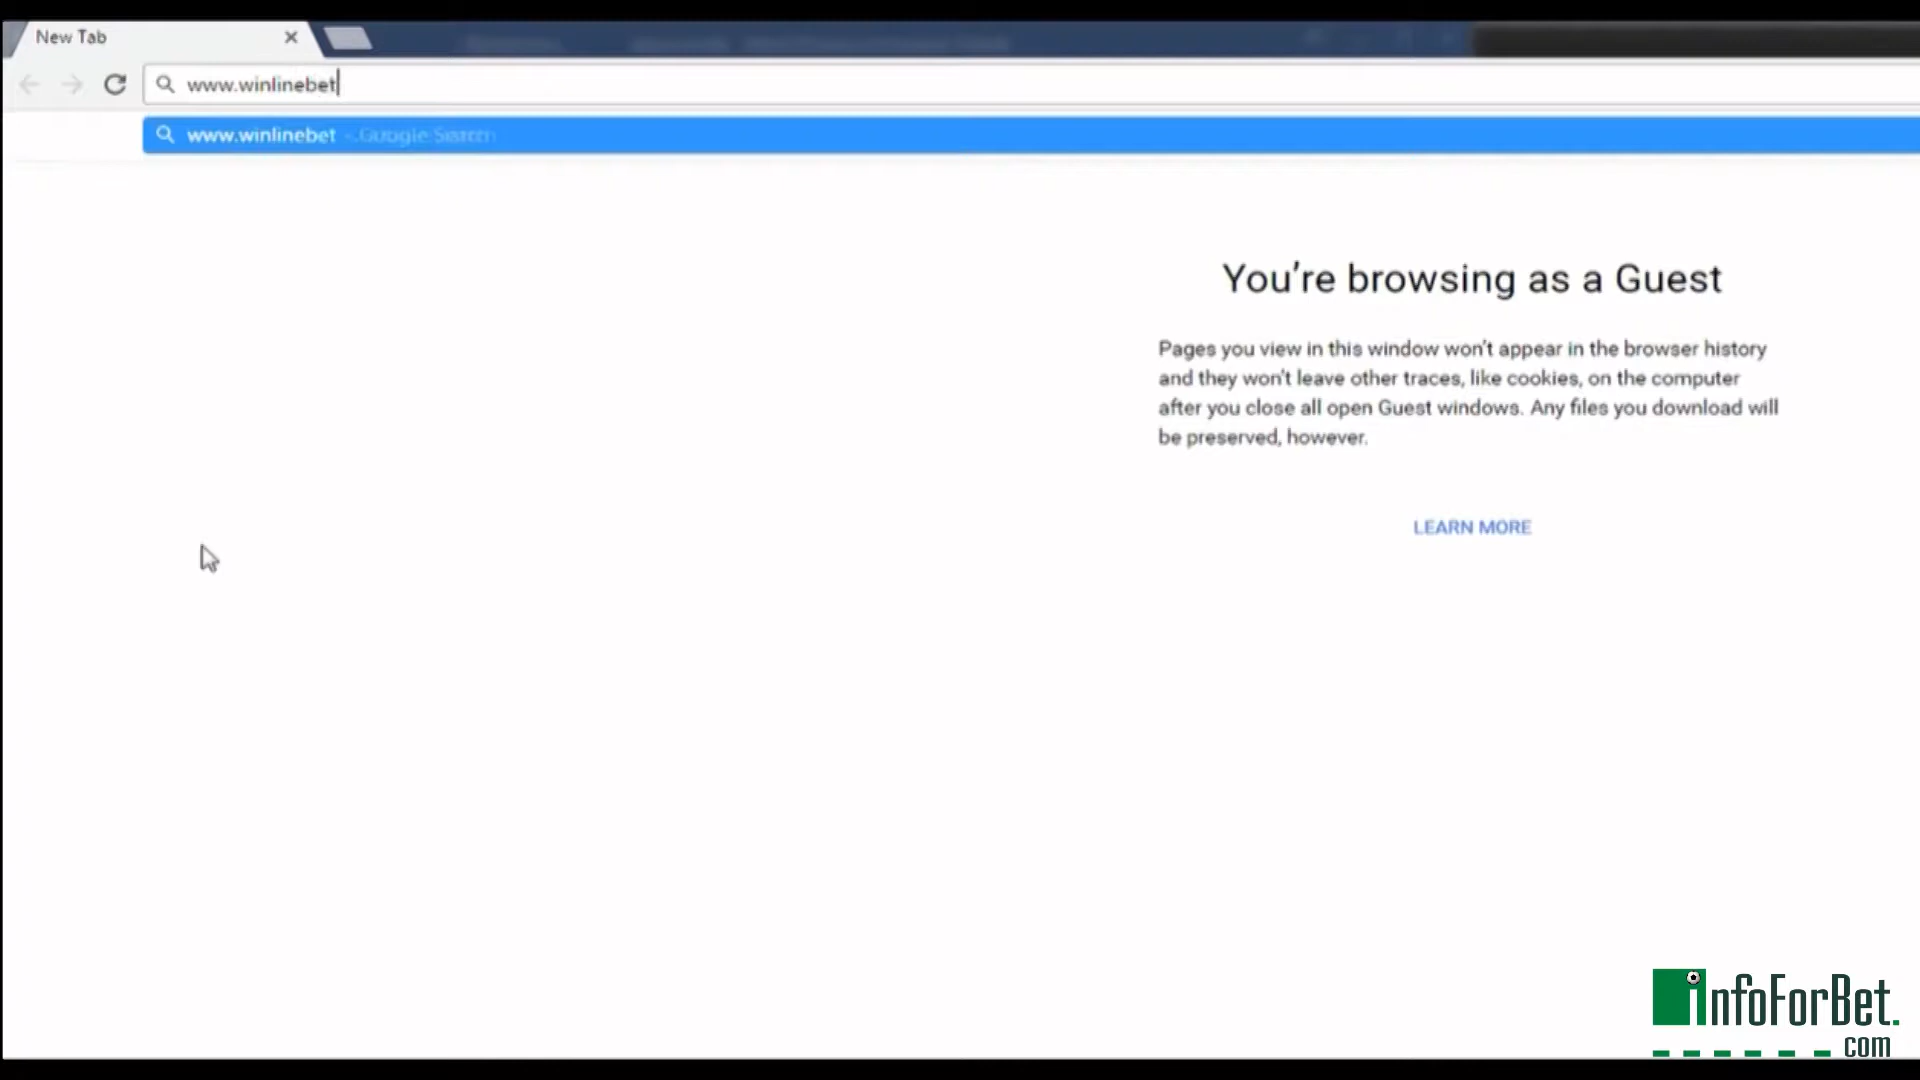 New Tab
www.winlinebet
www.winlinebet - Google Search
You're browsing as a Guest
Pages you view in this window won't appear in the browser history
and they won't leave other traces, like cookies, on the computer
after you close all open Guest windows. Any files you download will
be preserved, however.
LEARN MORE
infoForBet.
com